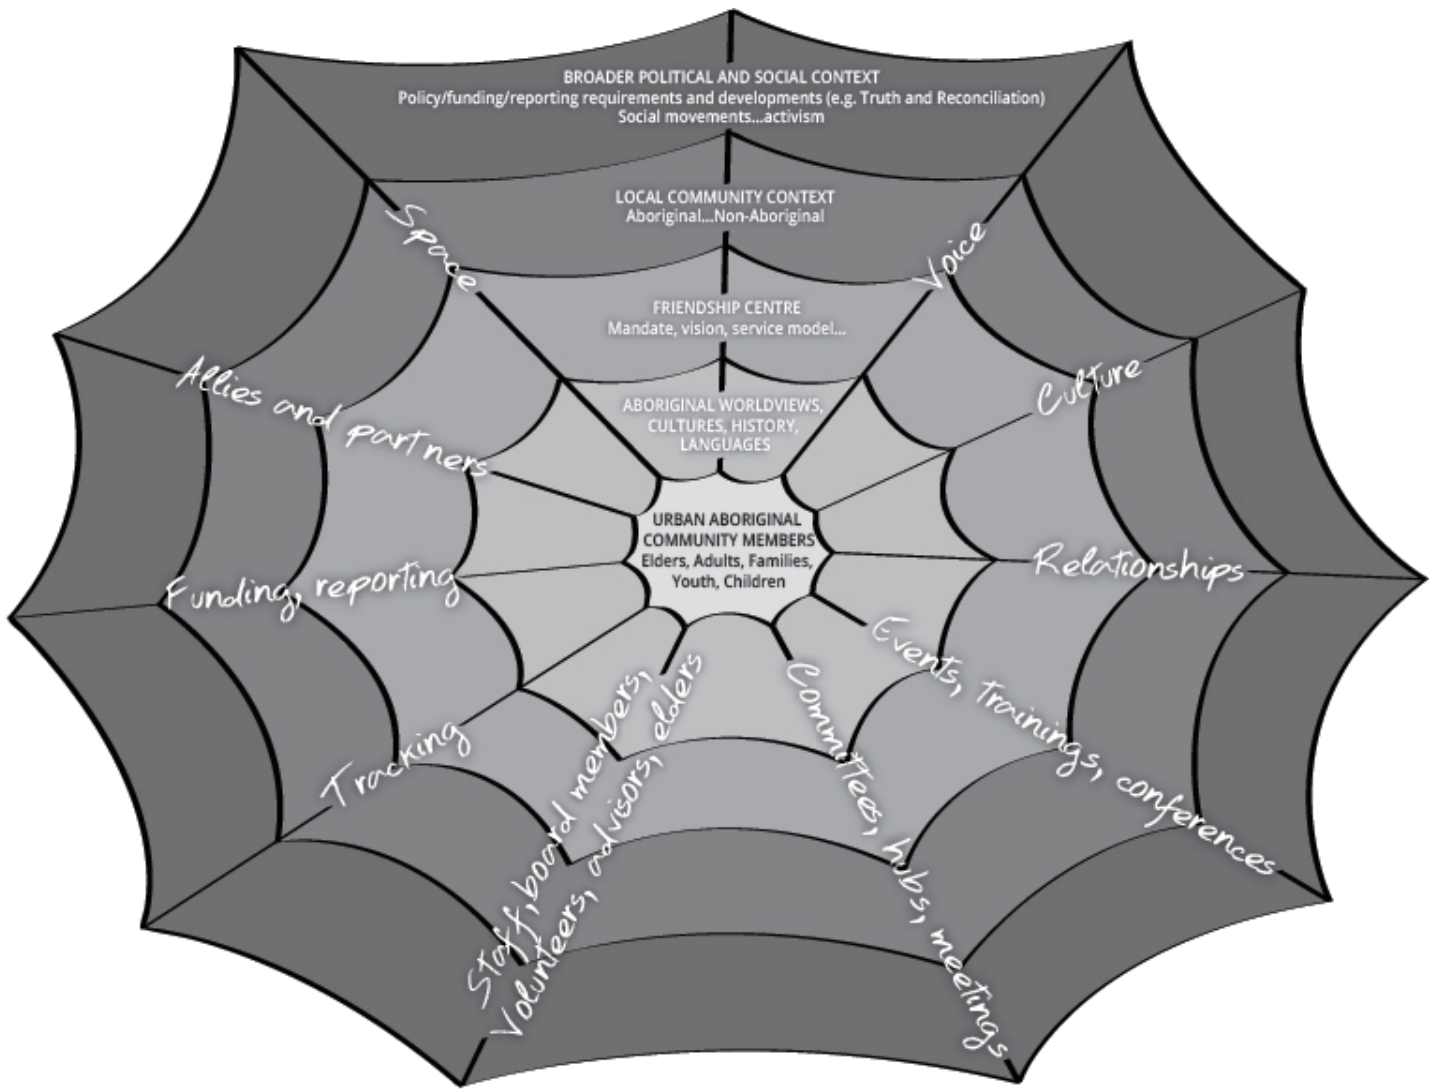 BROADER POLITICAL AND SOCIAL CONTEXT
Policy/funding/reporting requirements and developments (e.g. Truth and Reconciliation)
Social movements...activism
LOCAL COMMUNITY CONTEXT
Aboriginal...Non-Aboriginal
Space
Voice
FRIENDSHIP CENTRE
Mandate, vision, service model...
Allies and partners
Culture
ABORIGINAL WORLDVIEWS,
CULTURES, HISTORY,
LANGUAGES
URBAN ABORIGINAL
COMMUNITY MEMBERS
Elders, Adults, Families,
Youth, Children
Funding, reporting
Relationships
Events, trainings, conferences
Tracking
Staff, board members,
Volunteers, advisors, elders
Committees, hubs, meetings